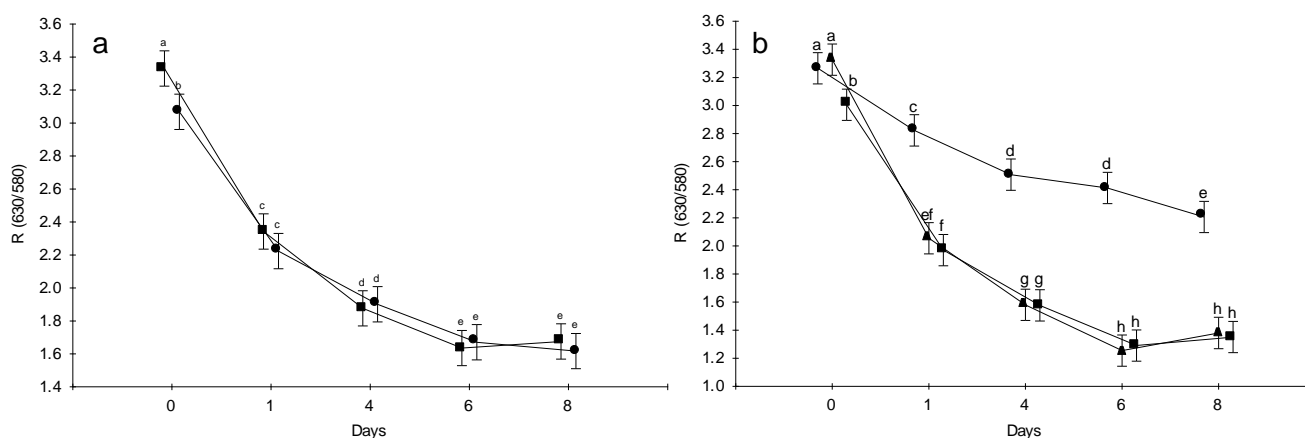 a
3.6
3.4
3.2
3.0
2.8
2.6
2.4
2.2
2.0
1.8
1.6
1.4
R (630/580)
a
b
c
c
d
d
e
e
e
e
0 1 4 6 8
Days
b
3.6
3.4
3.2
3.0
2.8
2.6
2.4
2.2
2.0
1.8
1.6
1.4
1.2
1.0
R (630/580)
a
a
b
c
d
d
e
ef
f
g
g
h
h
h
h
0 1 4 6 8
Days